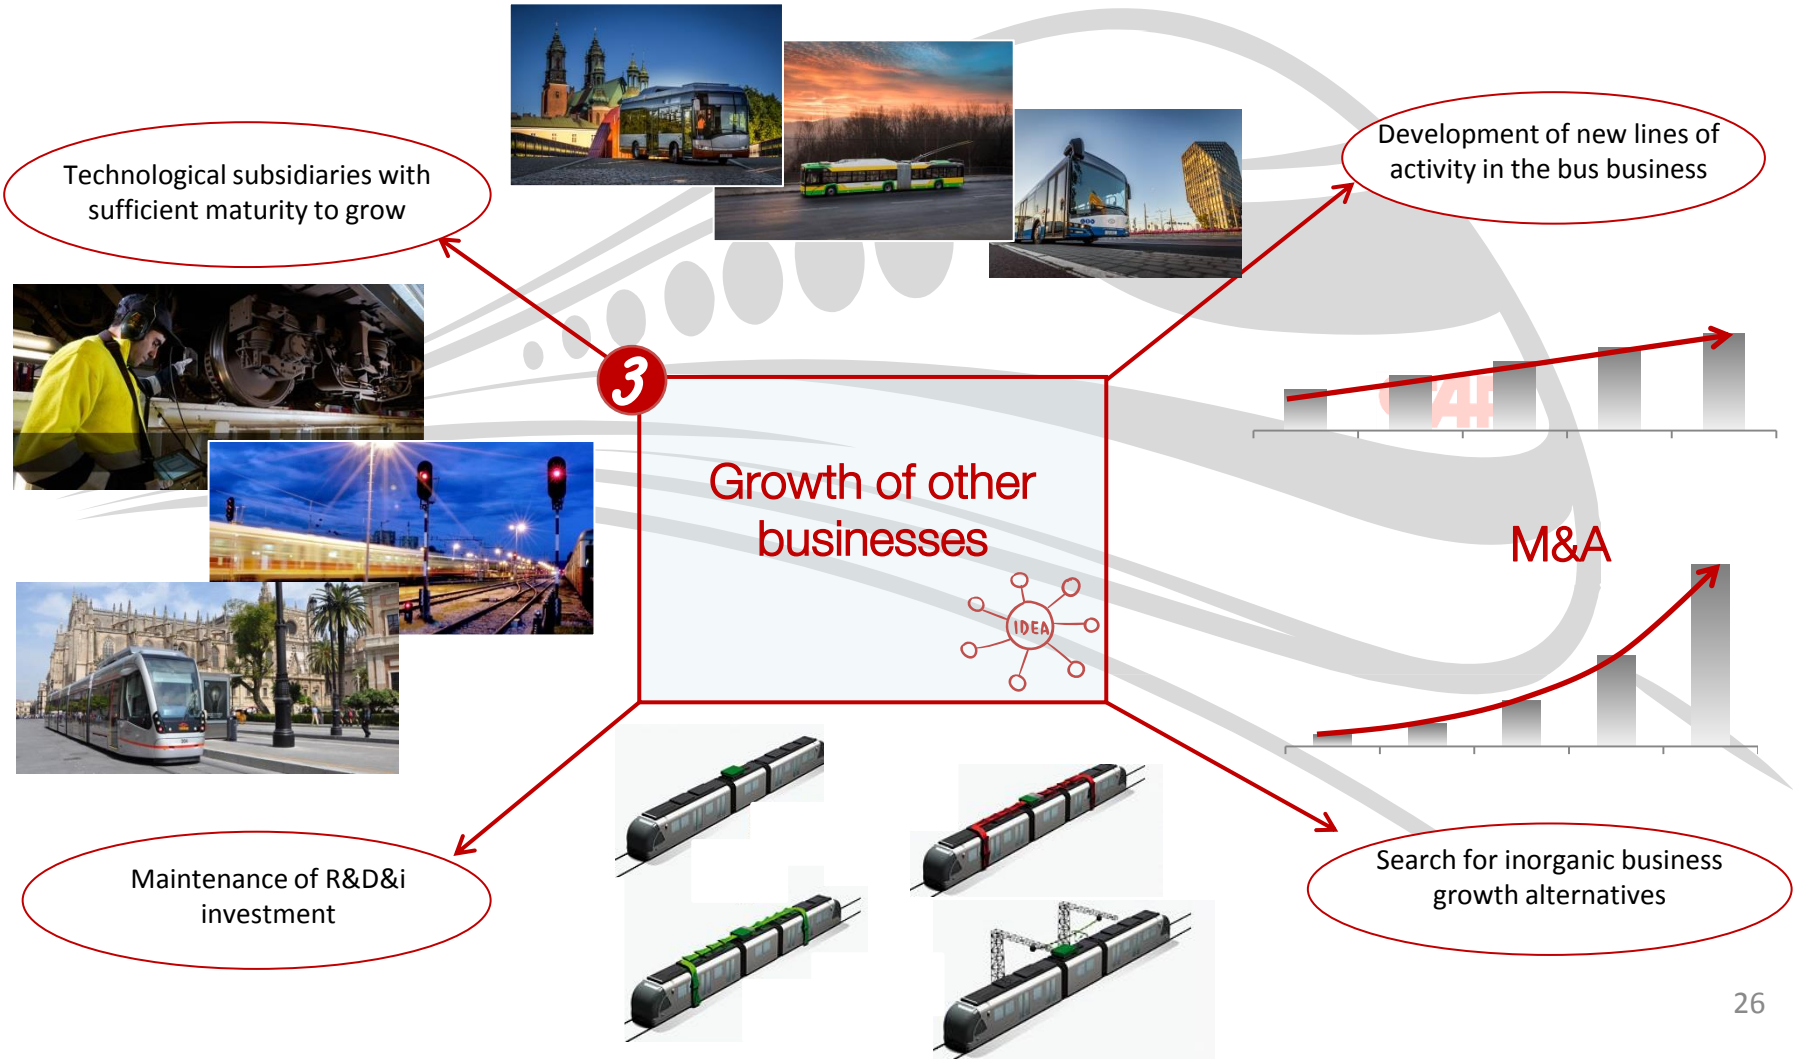 Technological subsidiaries with
sufficient maturity to grow
Development of new lines of
activity in the bus business
3
Growth of other
businesses
IDEA
M&A
Maintenance of R&D&i
investment
Search for inorganic business
growth alternatives
26